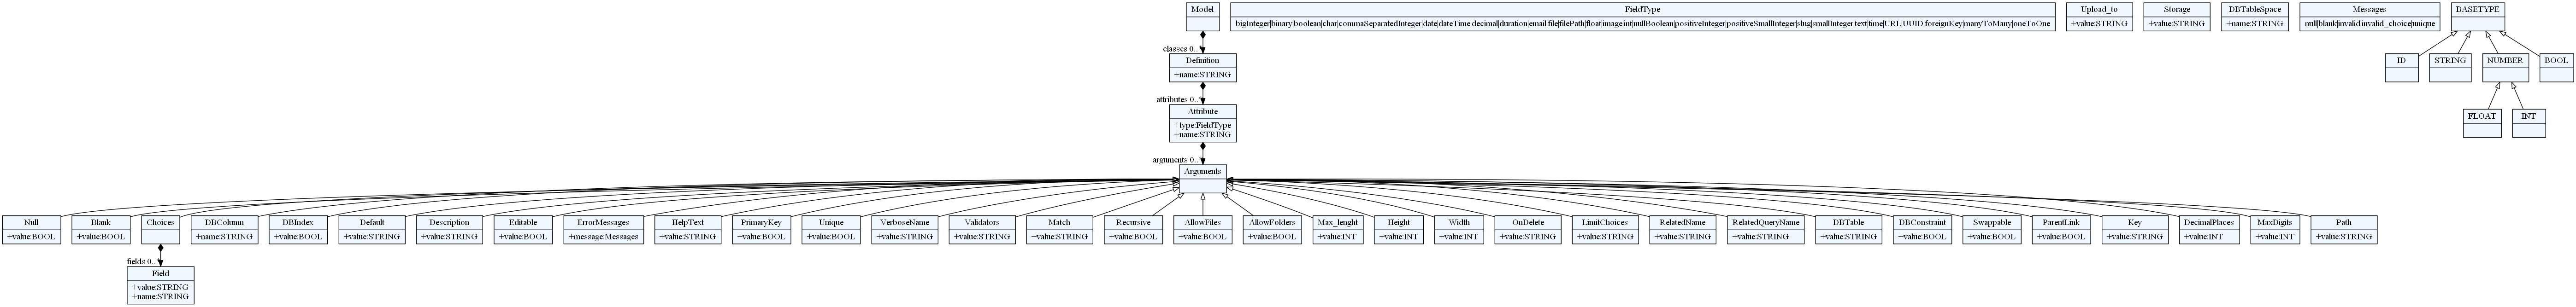 Model
FieldType
bigInteger|binary|boolean|char|commaSeparatedInteger|date|dateTime|decimal|duration|email|file|filePath|float|image|int|nullBoolean|positiveInteger|positiveSmallInteger|slug|smallInteger|text|time|URL|UUID|foreignKey|manyToMany|oneToOne
Upload_to
+value:STRING
Storage
+value:STRING
DBTableSpace
+name:STRING
Messages
null|blank|invalid|invalid_choice|unique
BASETYPE
classes 0..*
Definition
+name:STRING
ID
STRING
NUMBER
BOOL
attributes 0..*
Attribute
+type:FieldType
+name:STRING
FLOAT
INT
arguments 0..*
Arguments
Null
+value:BOOL
Blank
+value:BOOL
Choices
DBColumn
+name:STRING
DBIndex
+value:BOOL
Default
+value:STRING
Description
+value:STRING
Editable
+value:BOOL
ErrorMessages
+message:Messages
HelpText
+value:STRING
PrimaryKey
+value:BOOL
Unique
+value:BOOL
VerboseName
+value:STRING
Validators
+value:STRING
Match
+value:STRING
Recursive
+value:BOOL
AllowFiles
+value:BOOL
AllowFolders
+value:BOOL
Max_lenght
+value:INT
Height
+value:INT
Width
+value:INT
OnDelete
+value:STRING
LimitChoices
+value:STRING
RelatedName
+value:STRING
RelatedQueryName
+value:STRING
DBTable
+value:STRING
DBConstraint
+value:BOOL
Swappable
+value:BOOL
ParentLink
+value:BOOL
Key
+value:STRING
DecimalPlaces
+value:INT
MaxDigits
+value:INT
Path
+value:STRING
fields 0..*
Field
+value:STRING
+name:STRING